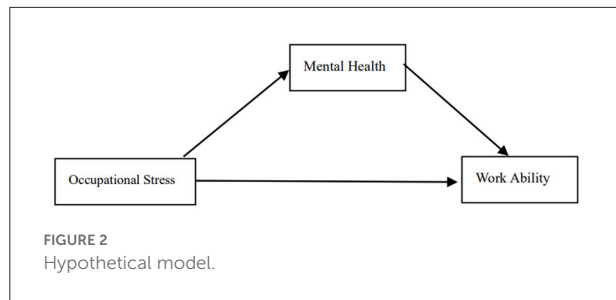 Mental Health
Occupational Stress
Work Ability
FIGURE 2
Hypothetical model.